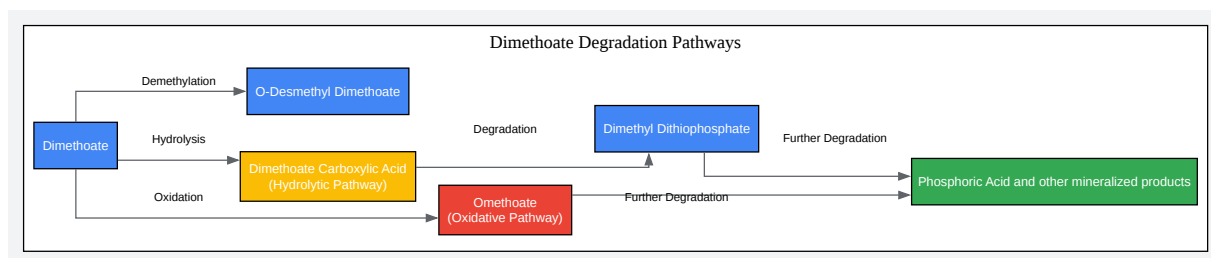 Dimethoate Degradation Pathways
Demethylation
O-Desmethyl Dimethoate
Dimethoate
Hydrolysis
Dimethoate Carboxylic Acid
(Hydrolytic Pathway)
Degradation
Dimethyl Dithiophosphate
Further Degradation
Phosphoric Acid and other mineralized products
Oxidation
Omethoate
(Oxidative Pathway)
Further Degradation